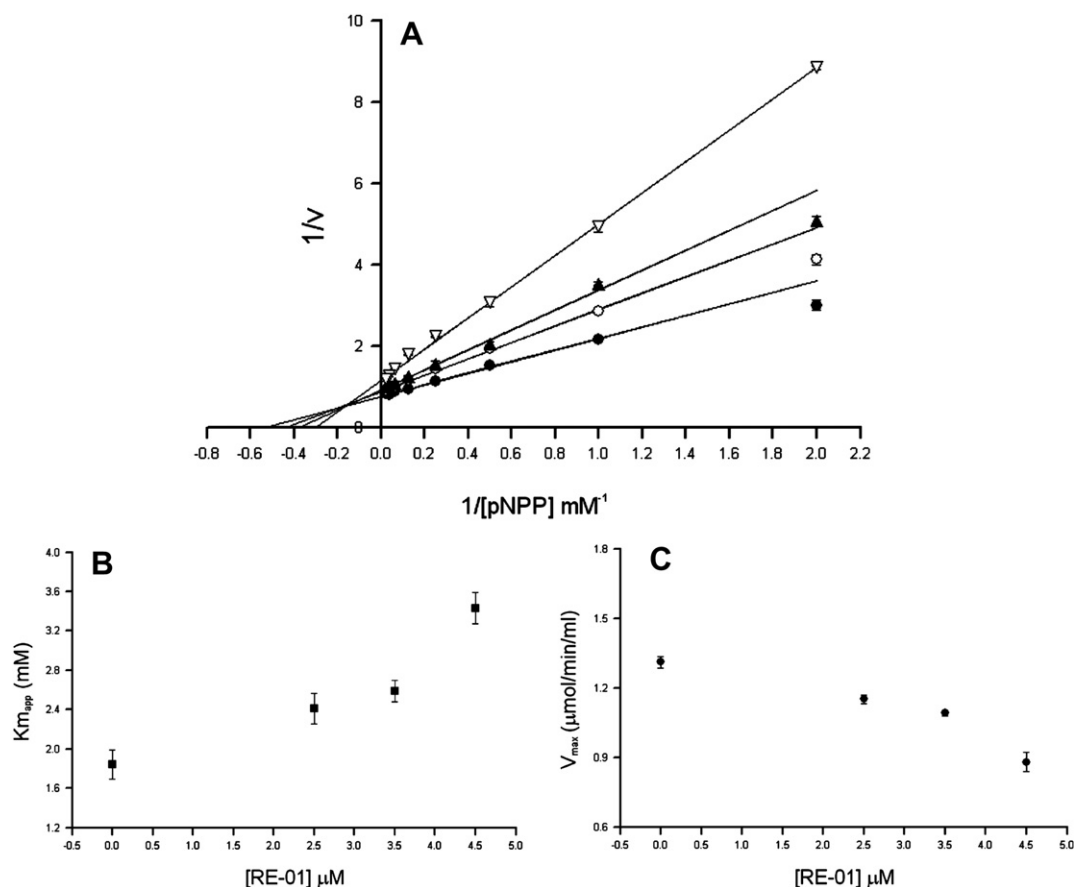 A
10
8
6
4
2
0
1/v
-0.8 -0.6 -0.4 -0.2 0.0 0.2 0.4 0.6 0.8 1.0 1.2 1.4 1.6 1.8 2.0 2.2
1/[pNPP] mM⁻¹
B
4.0
3.6
3.2
2.8
2.4
2.0
1.6
1.2
Kmapp (mM)
-0.5 0.0 0.5 1.0 1.5 2.0 2.5 3.0 3.5 4.0 4.5 5.0
[RE-01] μM
C
1.8
1.5
1.2
0.9
0.6
Vmax (μmol/min/ml)
-0.5 0.0 0.5 1.0 1.5 2.0 2.5 3.0 3.5 4.0 4.5 5.0
[RE-01] μM